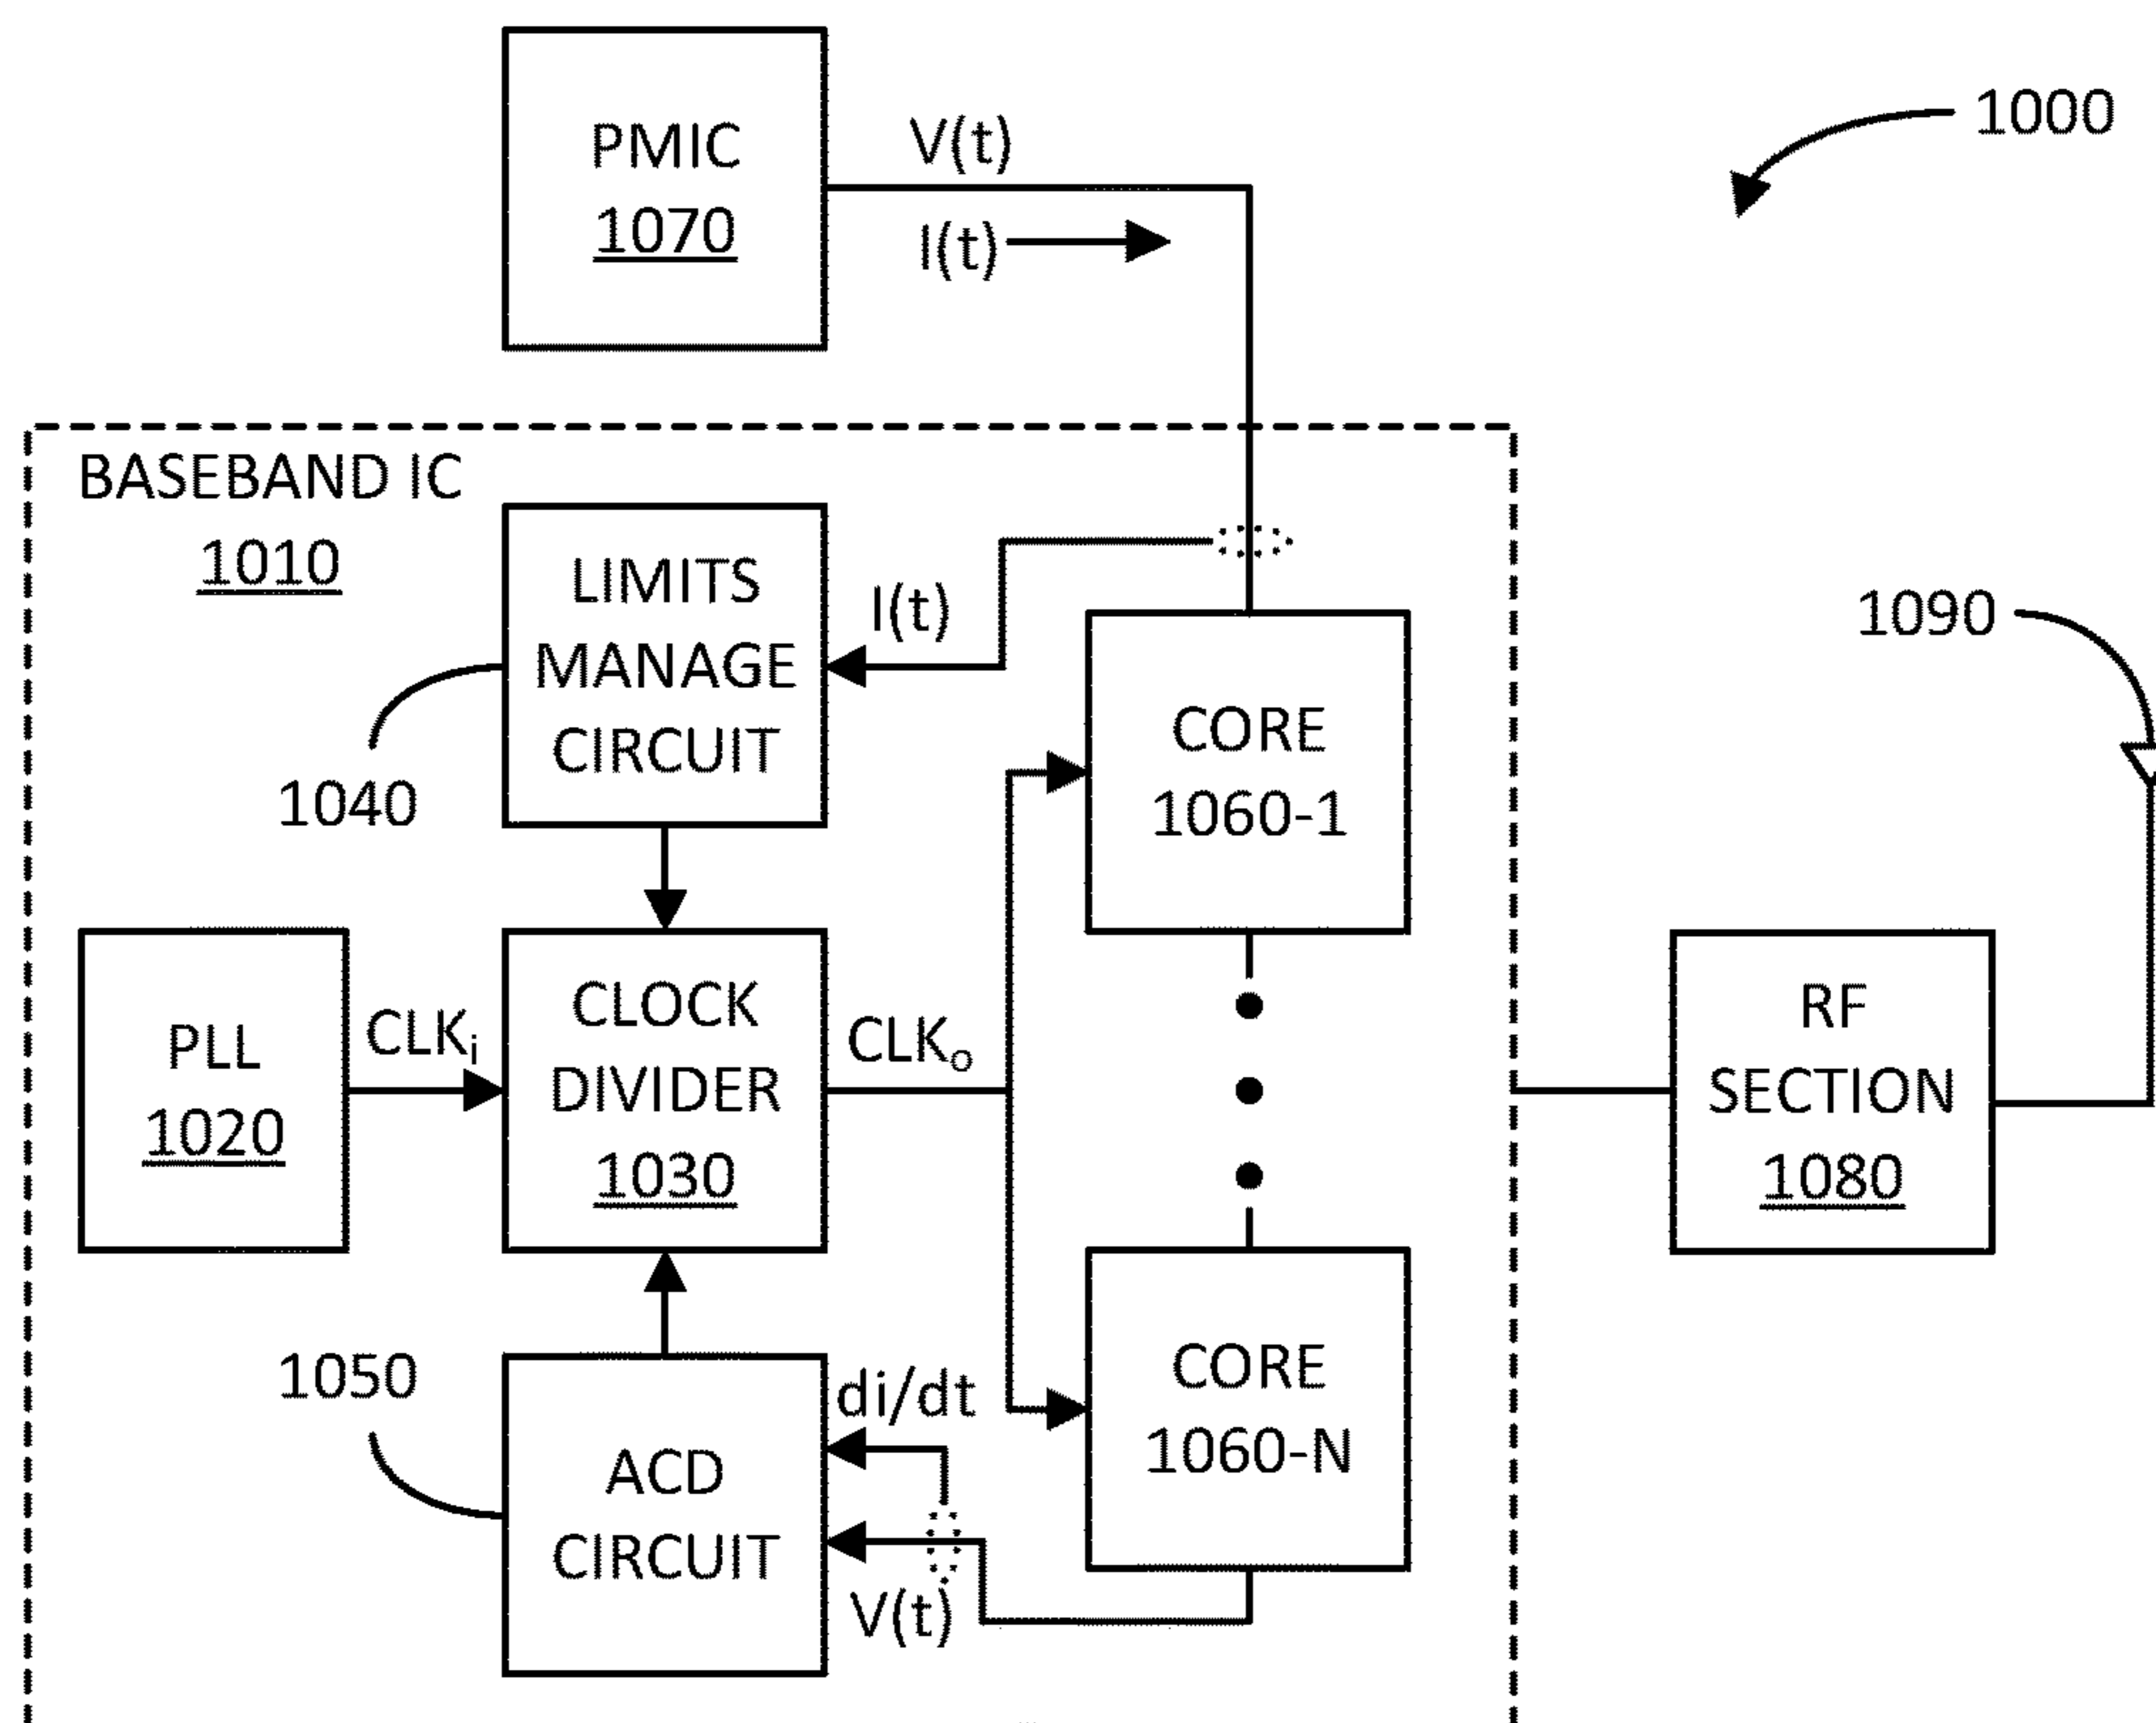 PMIC
1070
V(t)
I(t)
1000
BASEBAND IC
1010
LIMITS
MANAGE
CIRCUIT
1040
I(t)
CORE
1060-1
1090
PLL
1020
CLKi
CLOCK
DIVIDER
1030
CLKo
RF
SECTION
1080
1050
ACD
CIRCUIT
di/dt
V(t)
CORE
1060-N